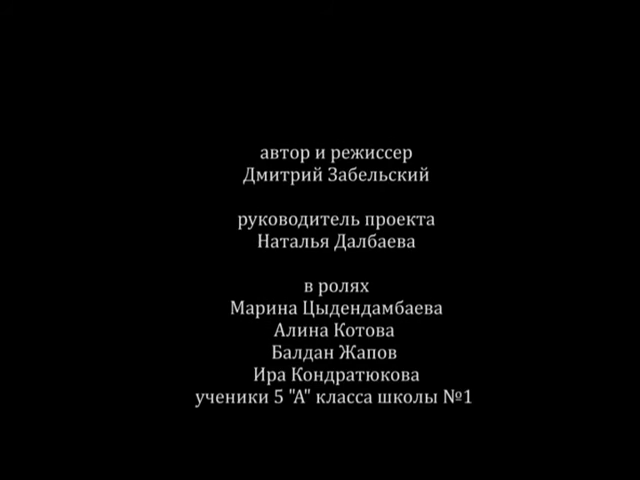 автор и режиссер
Дмитрий Забельский
руководитель проекта
Наталья Далбаева
в ролях
Марина Цыдендамбаева
Алина Котова
Балдан Жапов
Ира Кондратюкова
ученики 5 "А" класса школы №1